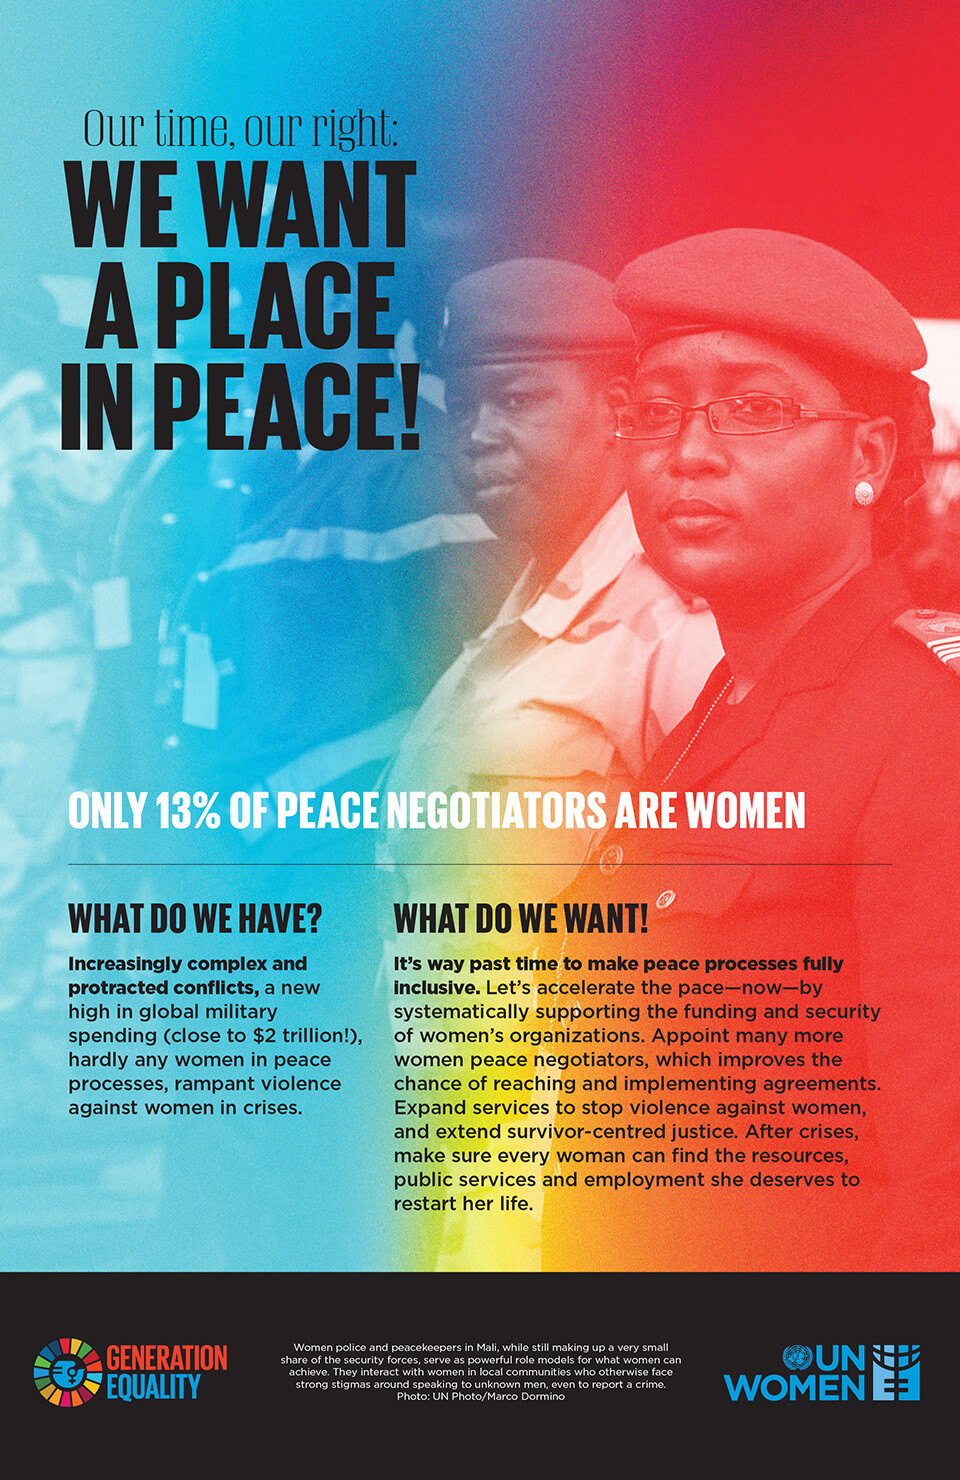 Our time, our right:
WE WANT
A PLACE
IN PEACE!
ONLY 13% OF PEACE NEGOTIATORS ARE WOMEN
WHAT DO WE HAVE?
Increasingly complex and
protracted conflicts, a new
high in global military
spending (close to $2 trillion!),
hardly any women in peace
processes, rampant violence
against women in crises.
WHAT DO WE WANT!
It’s way past time to make peace processes fully
inclusive. Let’s accelerate the pace—now—by
systematically supporting the funding and security
of women’s organizations. Appoint many more
women peace negotiators, which improves the
chance of reaching and implementing agreements.
Expand services to stop violence against women,
and extend survivor-centred justice. After crises,
make sure every woman can find the resources,
public services and employment she deserves to
restart her life.
GENERATION
EQUALITY
Women police and peacekeepers in Mali, while still making up a very small
share of the security forces, serve as powerful role models for what women can
achieve. They interact with women in local communities who otherwise face
strong stigmas around speaking to unknown men, even to report a crime.
Photo: UN Photo/Marco Dormino
UN
WOMEN